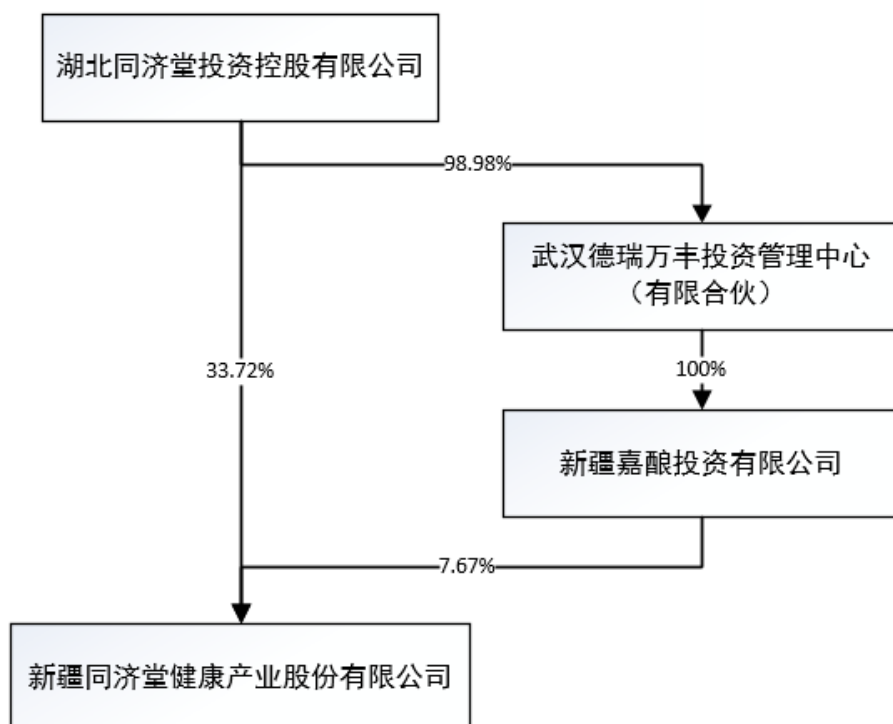 湖北同济堂投资控股有限公司
98.98%
武汉德瑞万丰投资管理中心
（有限合伙）
33.72%
100%
新疆嘉酿投资有限公司
7.67%
新疆同济堂健康产业股份有限公司